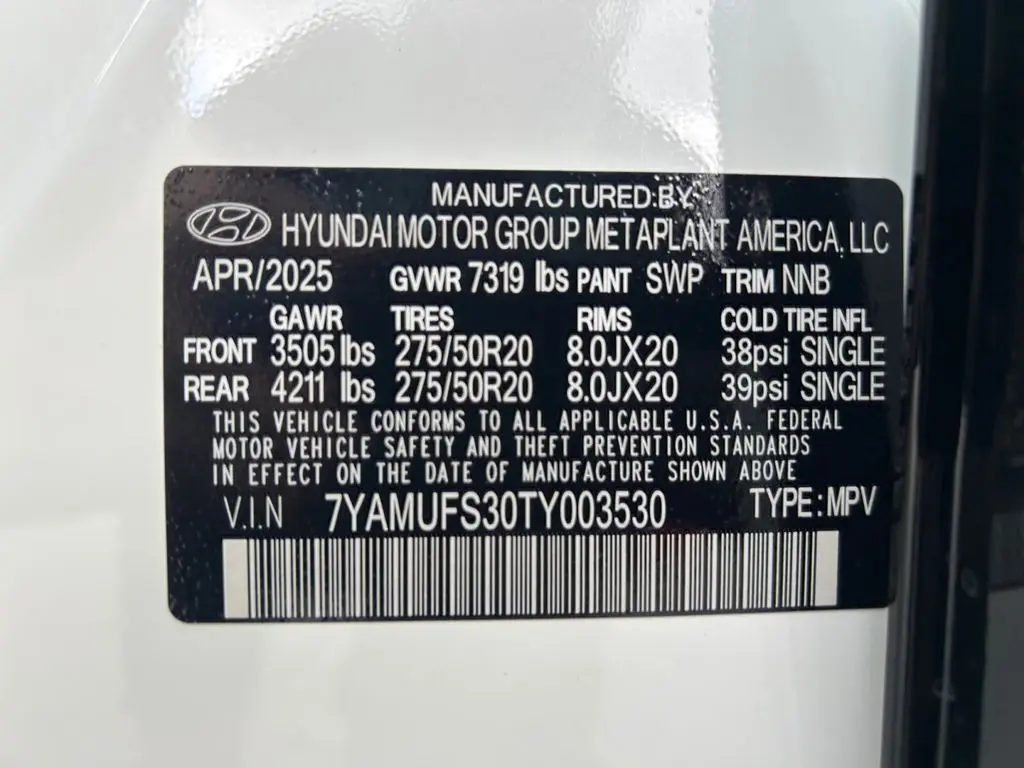 MANUFACTURED BY
HYUNDAI MOTOR GROUP METAPLANT AMERICA, LLC
APR/2025 GVWR 7319 lbs PAINT SWP TRIM NNB
GAWR TIRES RIMS COLD TIRE INFL
FRONT 3505 lbs 275/50R20 8.0JX20 38psi SINGLE
REAR 4211 lbs 275/50R20 8.0JX20 39psi SINGLE
THIS VEHICLE CONFORMS TO ALL APPLICABLE U.S.A. FEDERAL
MOTOR VEHICLE SAFETY AND THEFT PREVENTION STANDARDS
IN EFFECT ON THE DATE OF MANUFACTURE SHOWN ABOVE
V.I.N 7YAMUFS30TY003530 TYPE:MPV